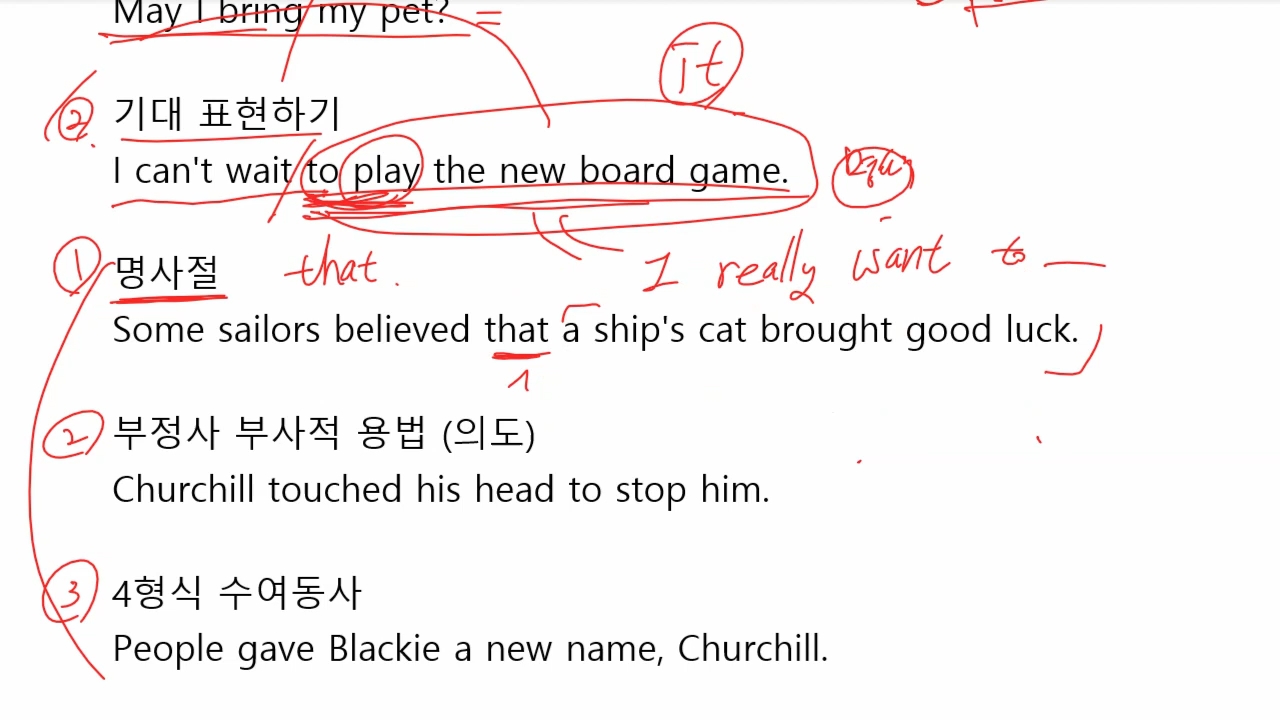 May I bring my pet? =
it
② 기대 표현하기
I can't wait to play the new board game.
① 명사절 that.
I really want to
Some sailors believed that a ship's cat brought good luck.
1
② 부정사 부사적 용법 (의도)
Churchill touched his head to stop him.
③ 4형식 수여동사
People gave Blackie a new name, Churchill.